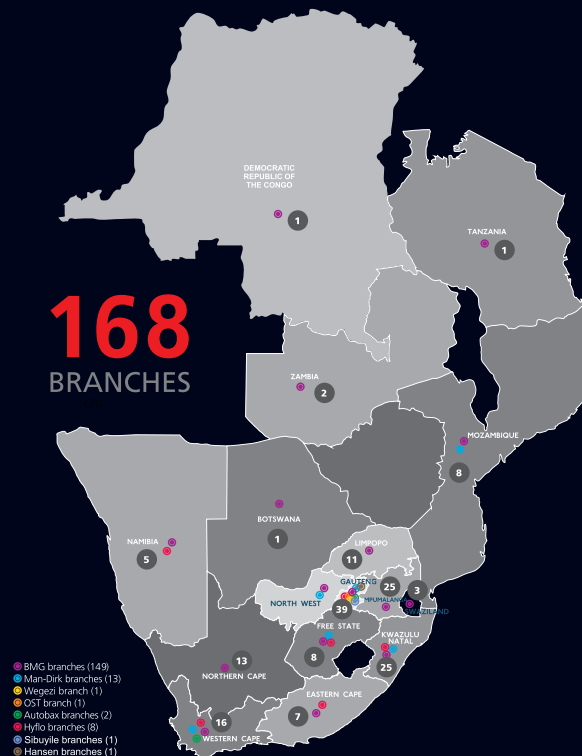 DEMOCRATIC
REPUBLIC OF
THE CONGO
1
TANZANIA
1
168
BRANCHES
ZAMBIA
2
MOZAMBIQUE
8
BOTSWANA
1
NAMIBIA
5
LIMPOPO
11
GAUTENG
25
3
MPUMALANGA
SWAZILAND
NORTH WEST
39
FREE STATE
8
KWAZULU
NATAL
25
13
NORTHERN CAPE
EASTERN CAPE
7
16
WESTERN CAPE
BMG branches (149)
Man-Dirk branches (13)
Wegezi branch (1)
OST branch (1)
Autobax branches (2)
Hyflo branches (8)
Sibuyile branches (1)
Hansen branches (1)